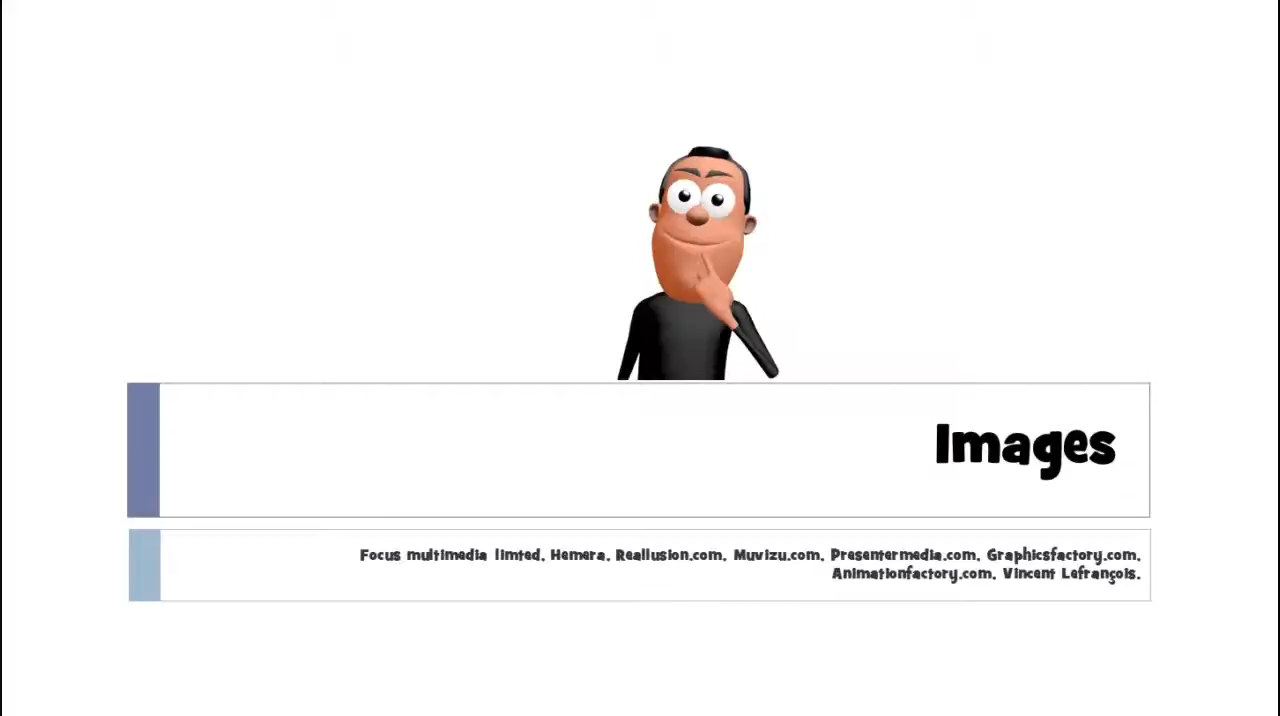 Images
Focus multimedia limted, Hemera, Reallusion.com, Muvizu.com, Presentermedia.com, Graphicsfactory.com,
Animationfactory.com, Vincent Lefrançois.